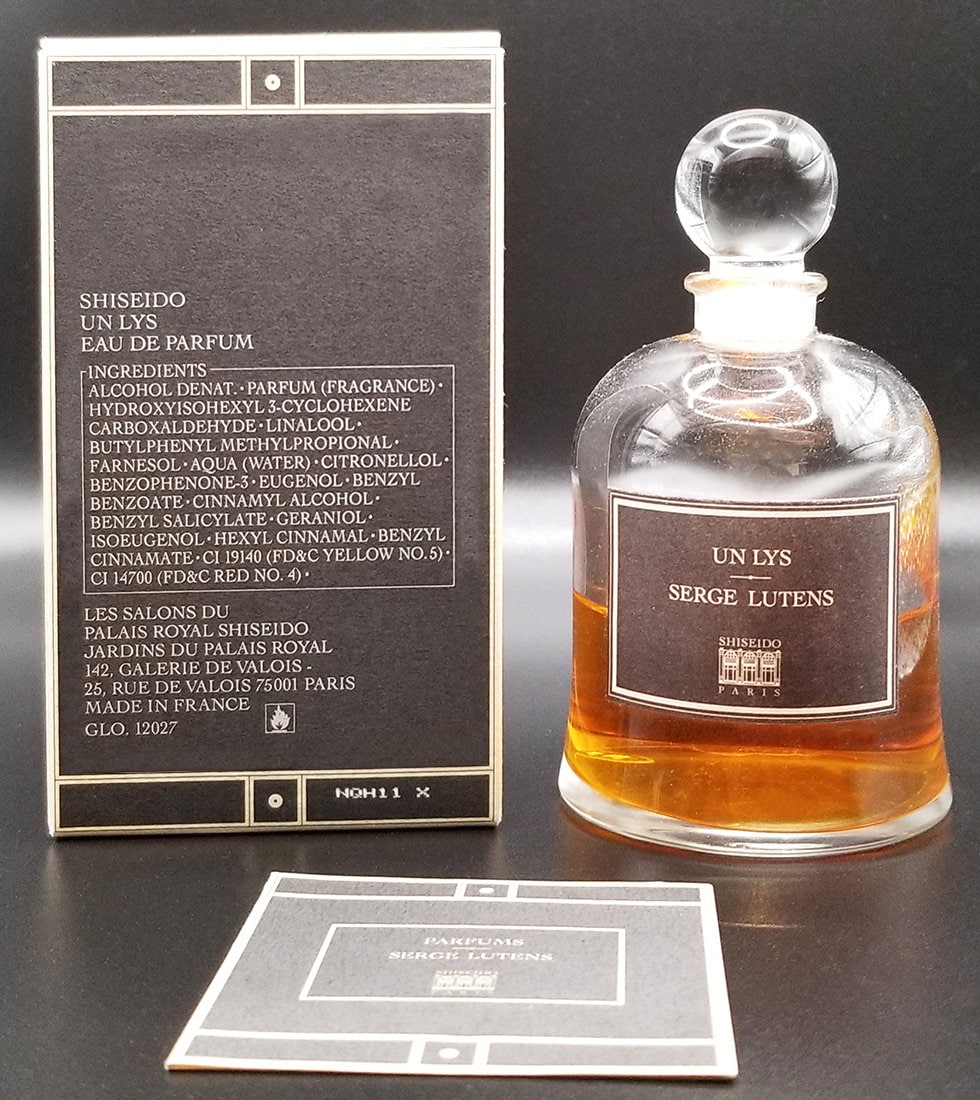 SHISEIDO
UN LYS
EAU DE PARFUM
INGREDIENTS
ALCOHOL DENAT. • PARFUM (FRAGRANCE) •
HYDROXYISOHEXYL 3-CYCLOHEXENE
CARBOXALDEHYDE • LINALOOL •
BUTYLPHENYL METHYLPROPIONAL •
FARNESOL • AQUA (WATER) • CITRONELLOL •
BENZOPHENONE-3 • EUGENOL • BENZYL
BENZOATE • CINNAMYL ALCOHOL •
BENZYL SALICYLATE • GERANIOL •
ISOEUGENOL • HEXYL CINNAMAL • BENZYL
CINNAMATE • CI 19140 (FD&C YELLOW NO.5) •
CI 14700 (FD&C RED NO. 4) •
LES SALONS DU
PALAIS ROYAL SHISEIDO
JARDINS DU PALAIS ROYAL
142, GALERIE DE VALOIS -
25, RUE DE VALOIS 75001 PARIS
MADE IN FRANCE
GLO. 12027
NQH11 X
UN LYS
SERGE LUTENS
SHISEIDO
PARIS
PARFUMS
SERGE LUTENS
SHISEIDO
PARIS